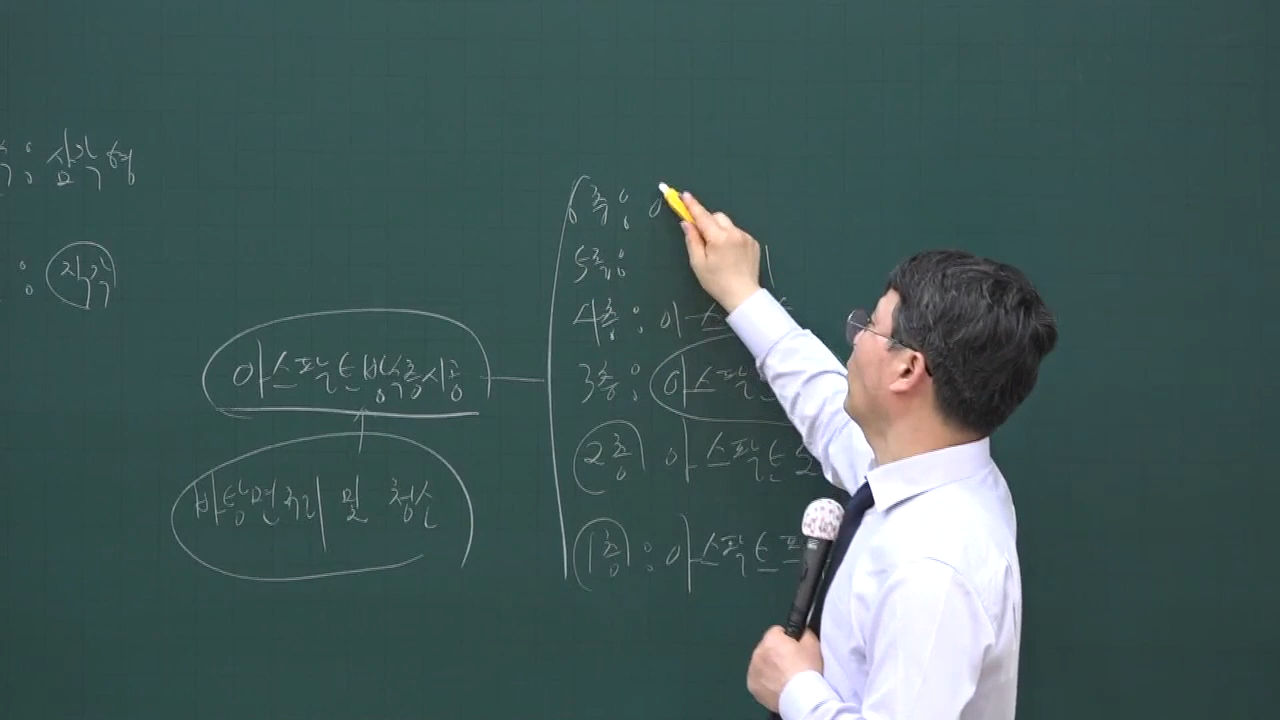 : 삼각형
: 직각
아스팔트방수층시공
바탕면처리 및 청소
6층: 아
5층:
4층: 아스
3층: 아스팔
2층 아스팔트
1층: 아스팔트프